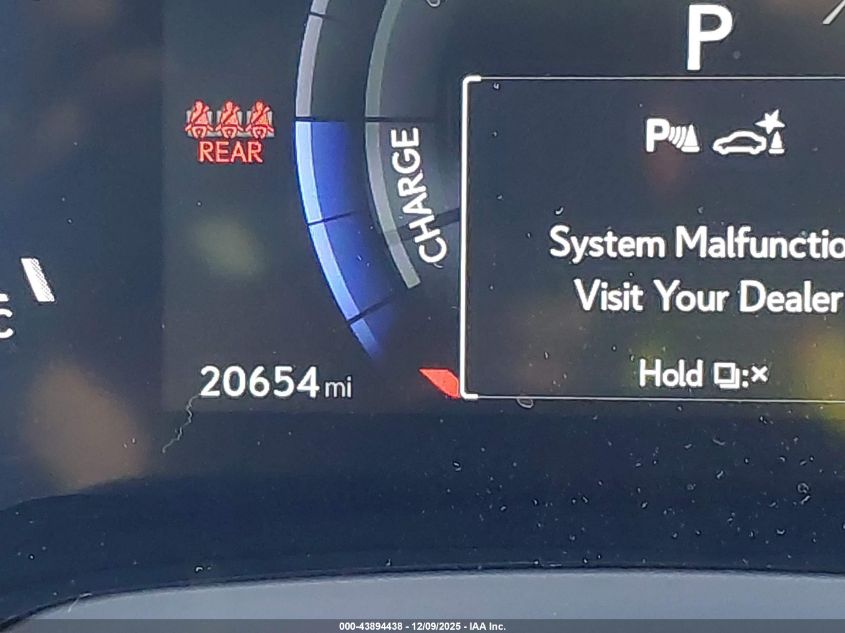 P
REAR
CHARGE
P
System Malfunctio
Visit Your Dealer
C
20654 mi
Hold :×
000-43894438 - 12/09/2025 - IAA Inc.